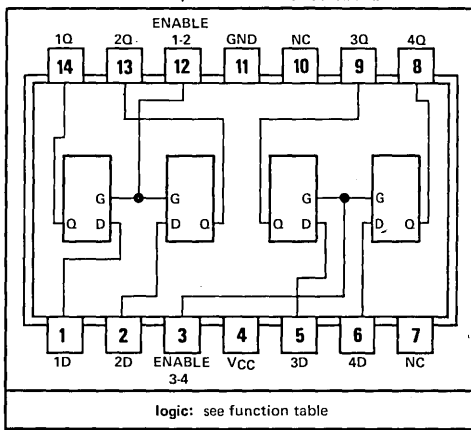 ENABLE
1Q 2Q 1-2 GND NC 3Q 4Q
14 13 12 11 10 9 8
G G G G
Q D D Q Q D D Q
1 2 3 4 5 6 7
1D 2D ENABLE VCC 3D 4D NC
3-4
logic: see function table